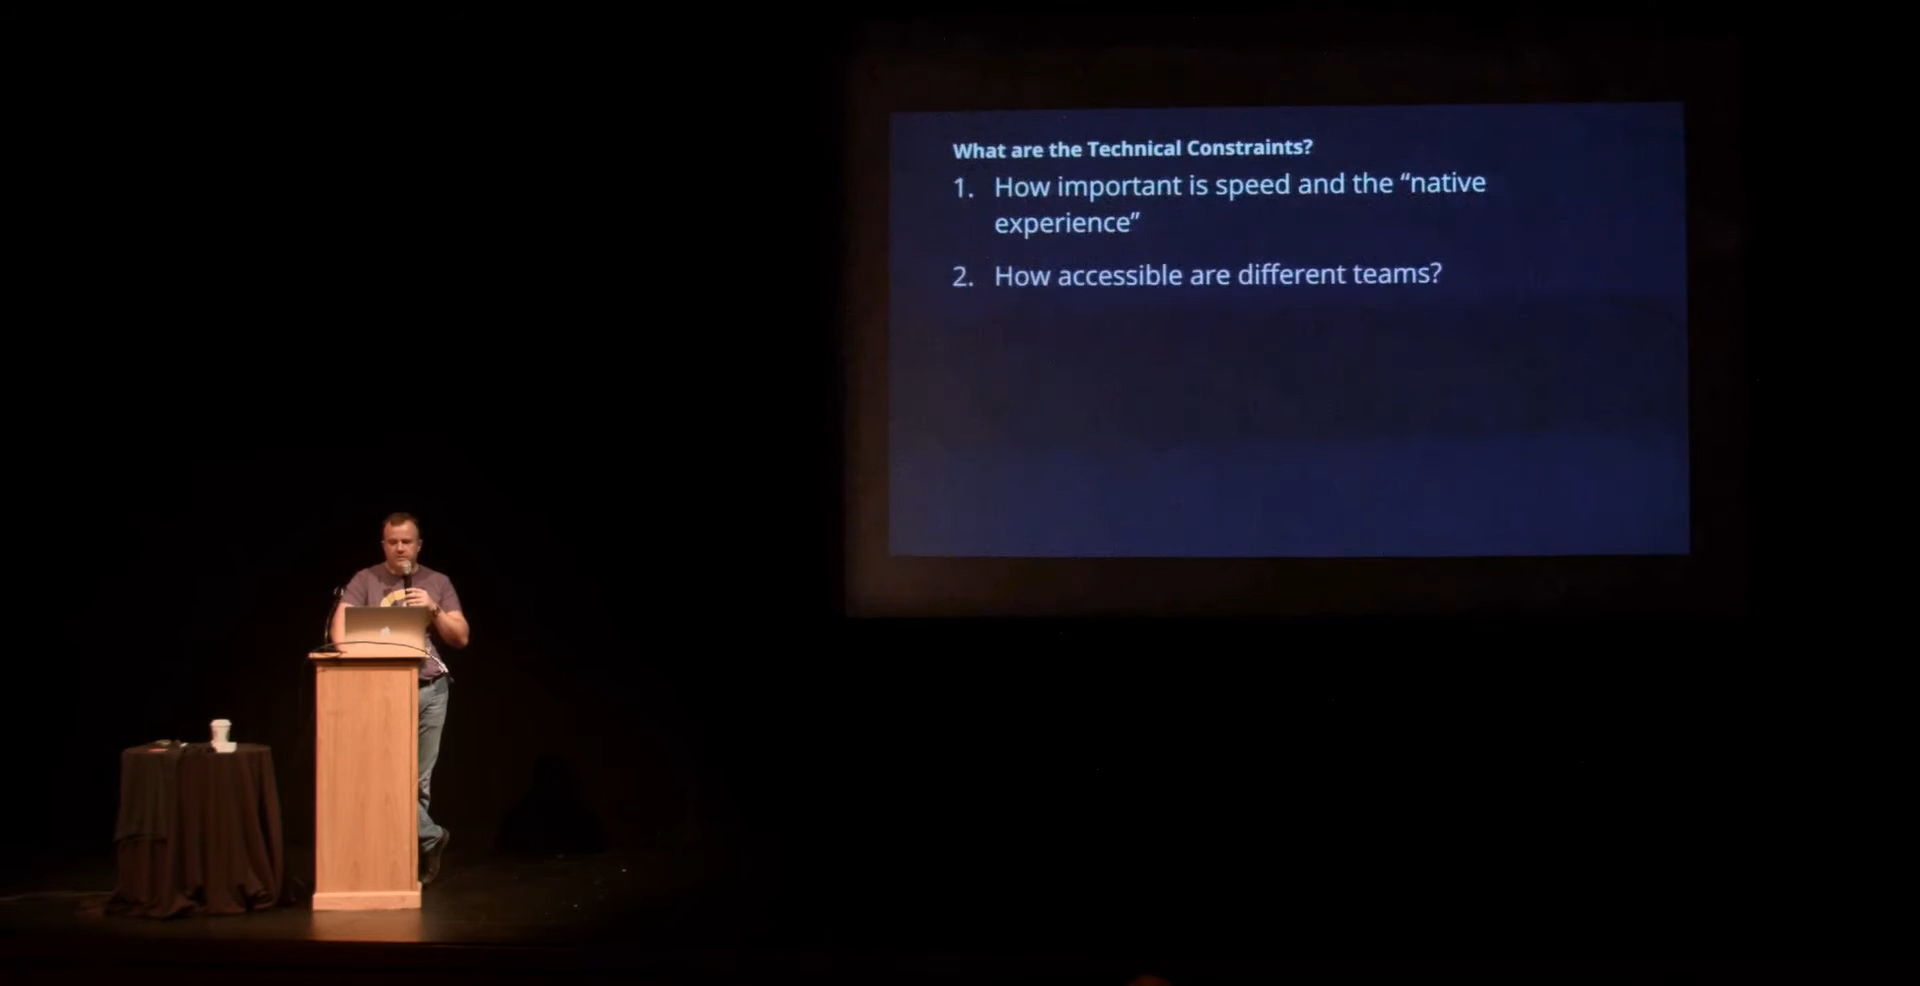 What are the Technical Constraints?
1. How important is speed and the “native
experience”
2. How accessible are different teams?